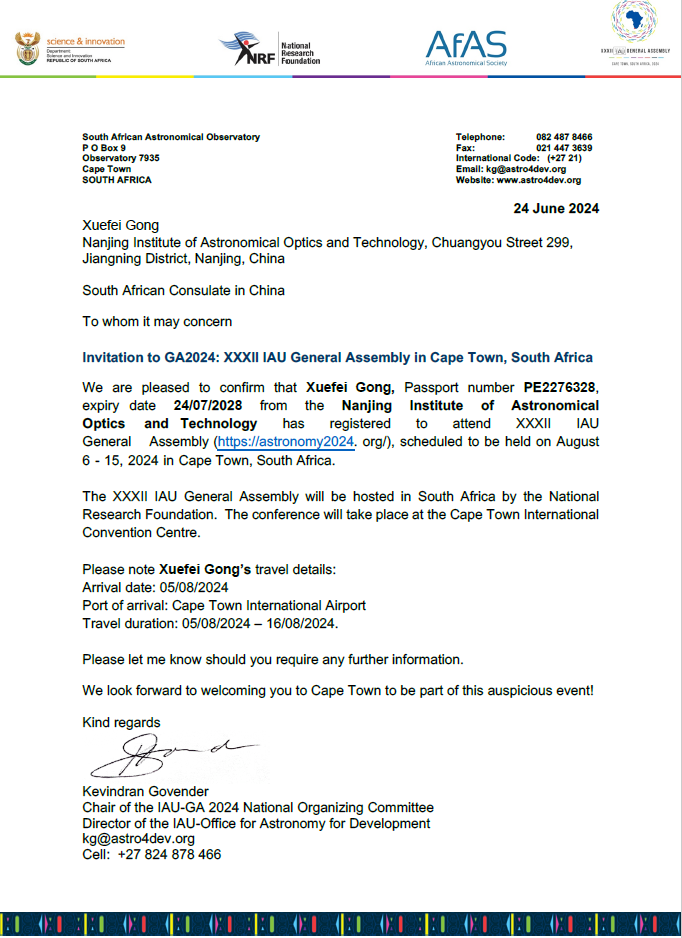 science & innovation
Department:
Science and Innovation
REPUBLIC OF SOUTH AFRICA
NRF
National
Research
Foundation
AfAS
African Astronomical Society
XXXII IAU GENERAL ASSEMBLY
CAPE TOWN, SOUTH AFRICA, 2024
South African Astronomical Observatory
P O Box 9
Observatory 7935
Cape Town
SOUTH AFRICA
Telephone: 082 487 8466
Fax: 021 447 3639
International Code: (+27 21)
Email: kg@astro4dev.org
Website: www.astro4dev.org
24 June 2024
Xuefei Gong
Nanjing Institute of Astronomical Optics and Technology, Chuangyou Street 299,
Jiangning District, Nanjing, China
South African Consulate in China
To whom it may concern
Invitation to GA2024: XXXII IAU General Assembly in Cape Town, South Africa
We are pleased to confirm that Xuefei Gong, Passport number PE2276328,
expiry date 24/07/2028 from the Nanjing Institute of Astronomical
Optics and Technology has registered to attend XXXII IAU
General Assembly (https://astronomy2024. org/), scheduled to be held on August
6 - 15, 2024 in Cape Town, South Africa.
The XXXII IAU General Assembly will be hosted in South Africa by the National
Research Foundation. The conference will take place at the Cape Town International
Convention Centre.
Please note Xuefei Gong's travel details:
Arrival date: 05/08/2024
Port of arrival: Cape Town International Airport
Travel duration: 05/08/2024 – 16/08/2024.
Please let me know should you require any further information.
We look forward to welcoming you to Cape Town to be part of this auspicious event!
Kind regards
Kevindran Govender
Chair of the IAU-GA 2024 National Organizing Committee
Director of the IAU-Office for Astronomy for Development
kg@astro4dev.org
Cell: +27 824 878 466